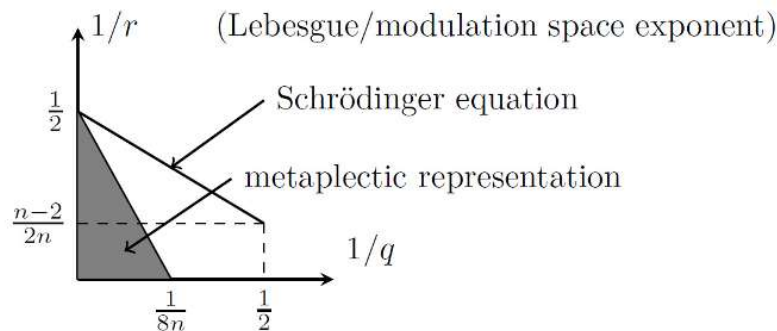 1/r (Lebesgue/modulation space exponent)
1/2
Schrödinger equation
metaplectic representation
n−2/2n
1/q
1/8n 1/2